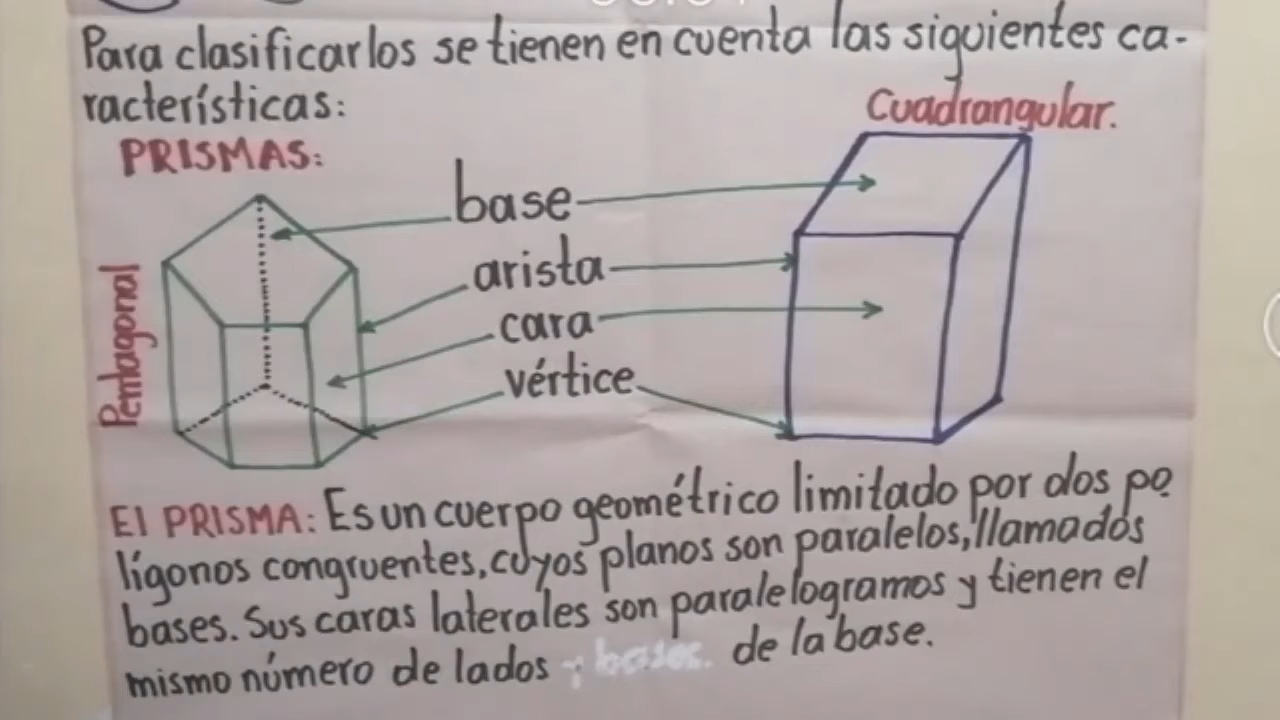 Para clasificarlos se tienen en cuenta las siguientes ca-
racterísticas:
Cuadrangular.
PRISMAS:
base
arista
cara
vértice
Pentagonal
El PRISMA: Es un cuerpo geométrico limitado por dos po
lígonos congruentes, cuyos planos son paralelos, llamados
bases. Sus caras laterales son paralelogramos y tienen el
mismo número de lados de la base.